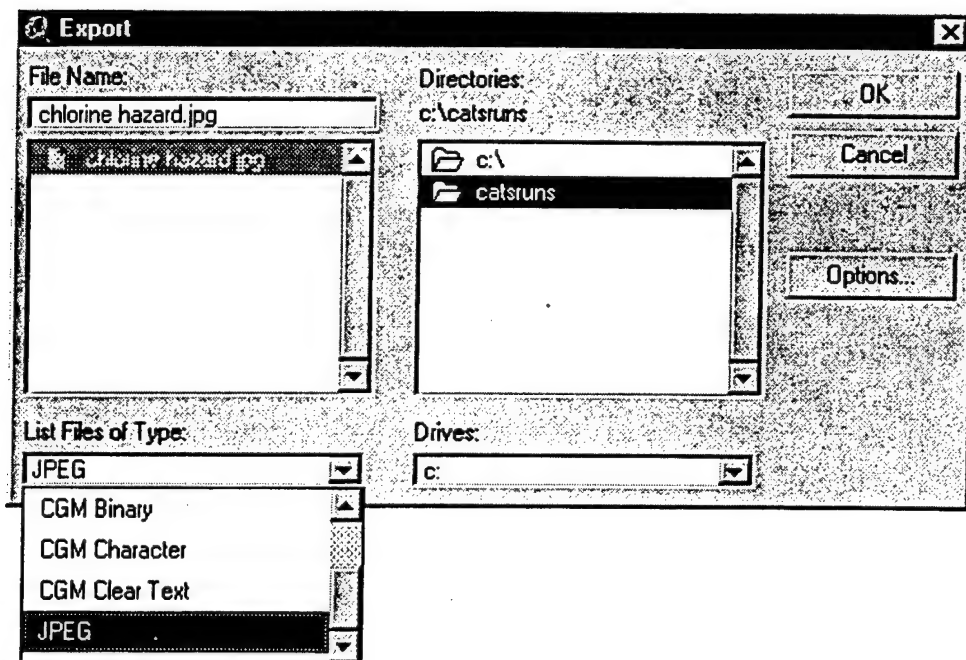 Export
File Name:
chlorine hazard.jpg
chlorine hazard.jpg
Directories:
c:\catsruns
c:\
catsruns
OK
Cancel
Options...
List Files of Type:
JPEG
CGM Binary
CGM Character
CGM Clear Text
JPEG
Drives:
c: